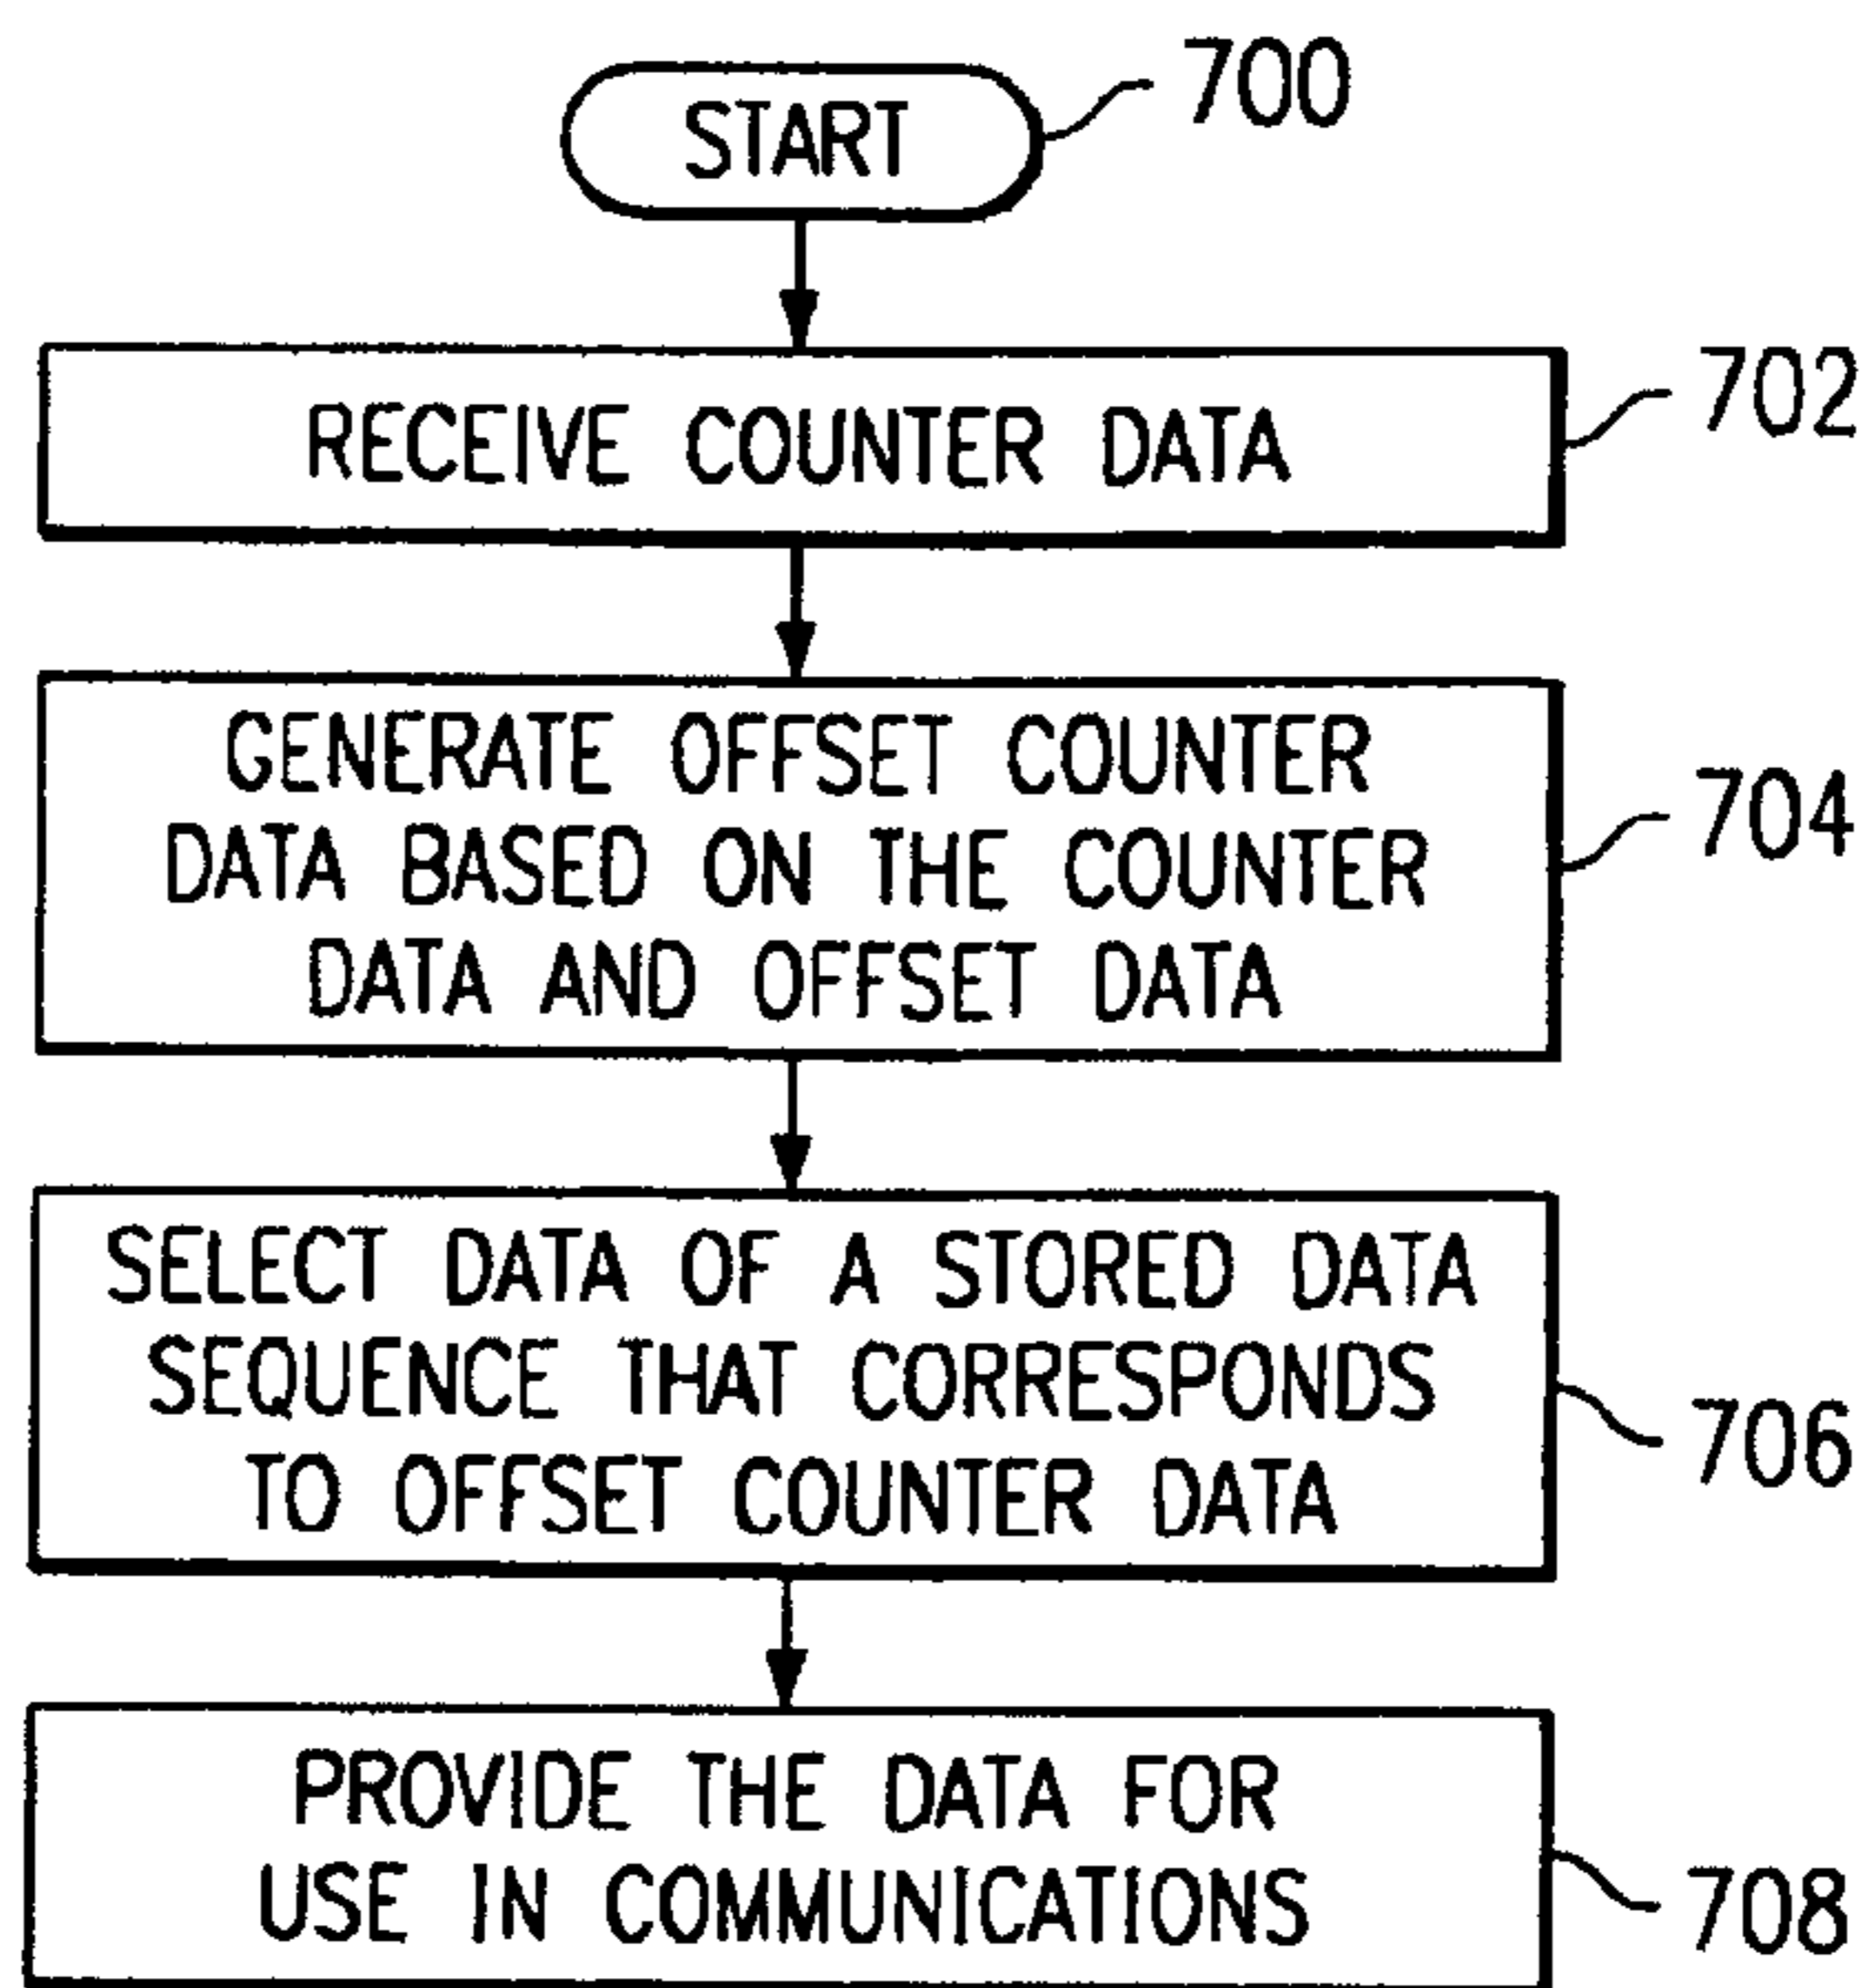 START
700
RECEIVE COUNTER DATA
702
GENERATE OFFSET COUNTER
DATA BASED ON THE COUNTER
DATA AND OFFSET DATA
704
SELECT DATA OF A STORED DATA
SEQUENCE THAT CORRESPONDS
TO OFFSET COUNTER DATA
706
PROVIDE THE DATA FOR
USE IN COMMUNICATIONS
708